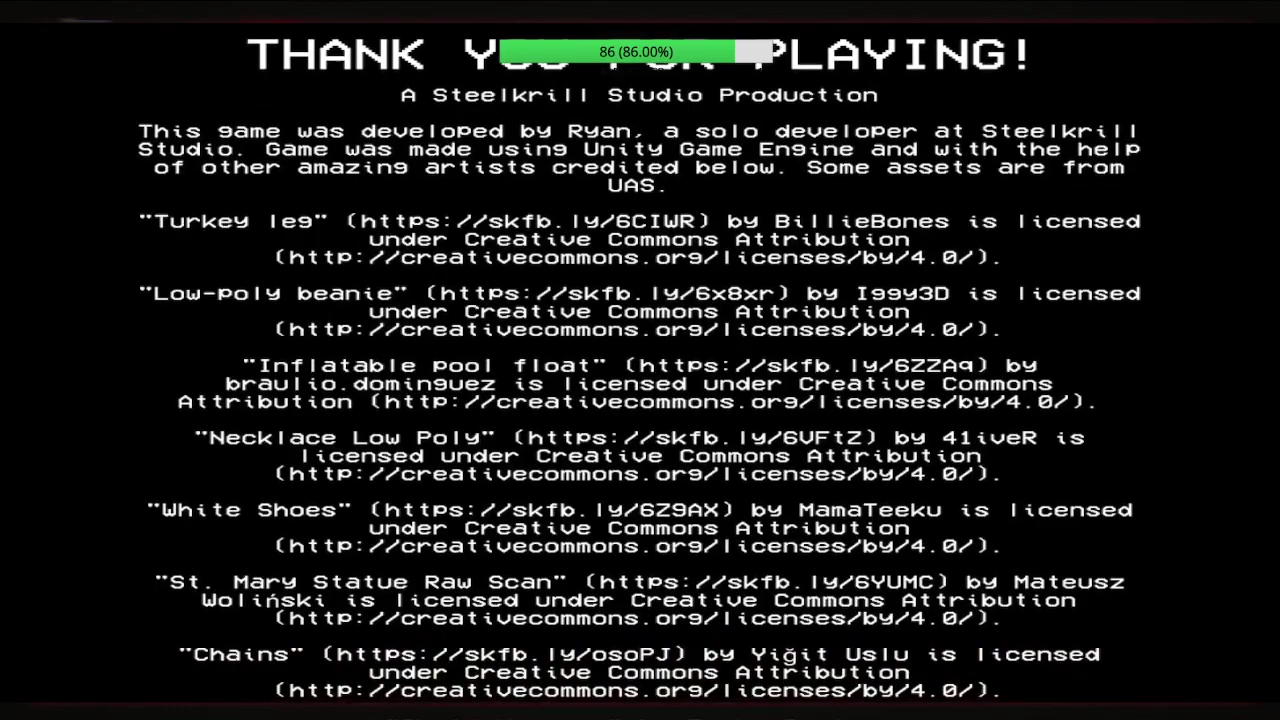 THANK YOU FOR PLAYING!
86 (86.00%)
A Steelkrill Studio Production
This game was developed by Ryan, a solo developer at Steelkrill
Studio. Game was made using Unity Game Engine and with the help
of other amazing artists credited below. Some assets are from
UAS.
"Turkey leg" (https://skfb.ly/6CIWR) by BillieBones is licensed
under Creative Commons Attribution
(http://creativecommons.org/licenses/by/4.0/).
"Low-poly beanie" (https://skfb.ly/6x8xr) by Iggy3D is licensed
under Creative Commons Attribution
(http://creativecommons.org/licenses/by/4.0/).
"Inflatable pool float" (https://skfb.ly/6ZZAq) by
braulio.dominguez is licensed under Creative Commons
Attribution (http://creativecommons.org/licenses/by/4.0/).
"Necklace Low Poly" (https://skfb.ly/6VFtZ) by 41iveR is
licensed under Creative Commons Attribution
(http://creativecommons.org/licenses/by/4.0/).
"White Shoes" (https://skfb.ly/6Z9AX) by MamaTeeku is licensed
under Creative Commons Attribution
(http://creativecommons.org/licenses/by/4.0/).
"St. Mary Statue Raw Scan" (https://skfb.ly/6YUMC) by Mateusz
Woliński is licensed under Creative Commons Attribution
(http://creativecommons.org/licenses/by/4.0/).
"Chains" (https://skfb.ly/osoPJ) by Yiğit Uslu is licensed
under Creative Commons Attribution
(http://creativecommons.org/licenses/by/4.0/).